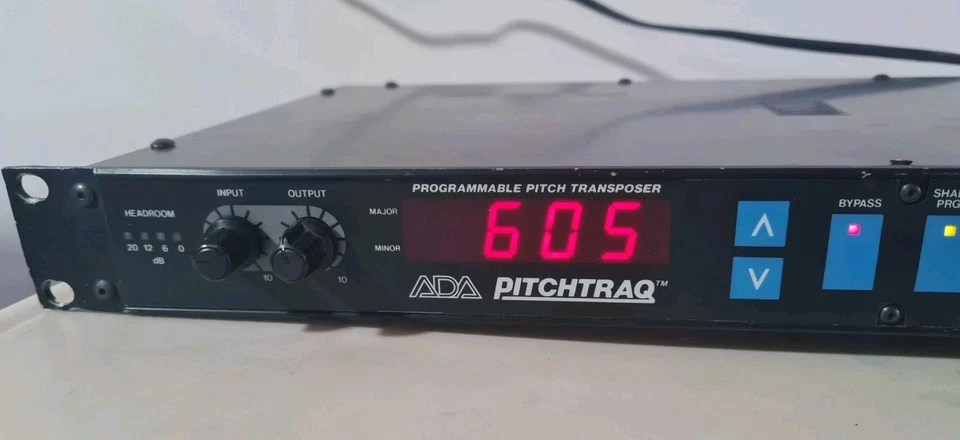 INPUT
OUTPUT
HEADROOM
20 12 6 0
dB
10
10
PROGRAMMABLE PITCH TRANSPOSER
MAJOR
MINOR
605
ADA PITCHTRAQ™
BYPASS